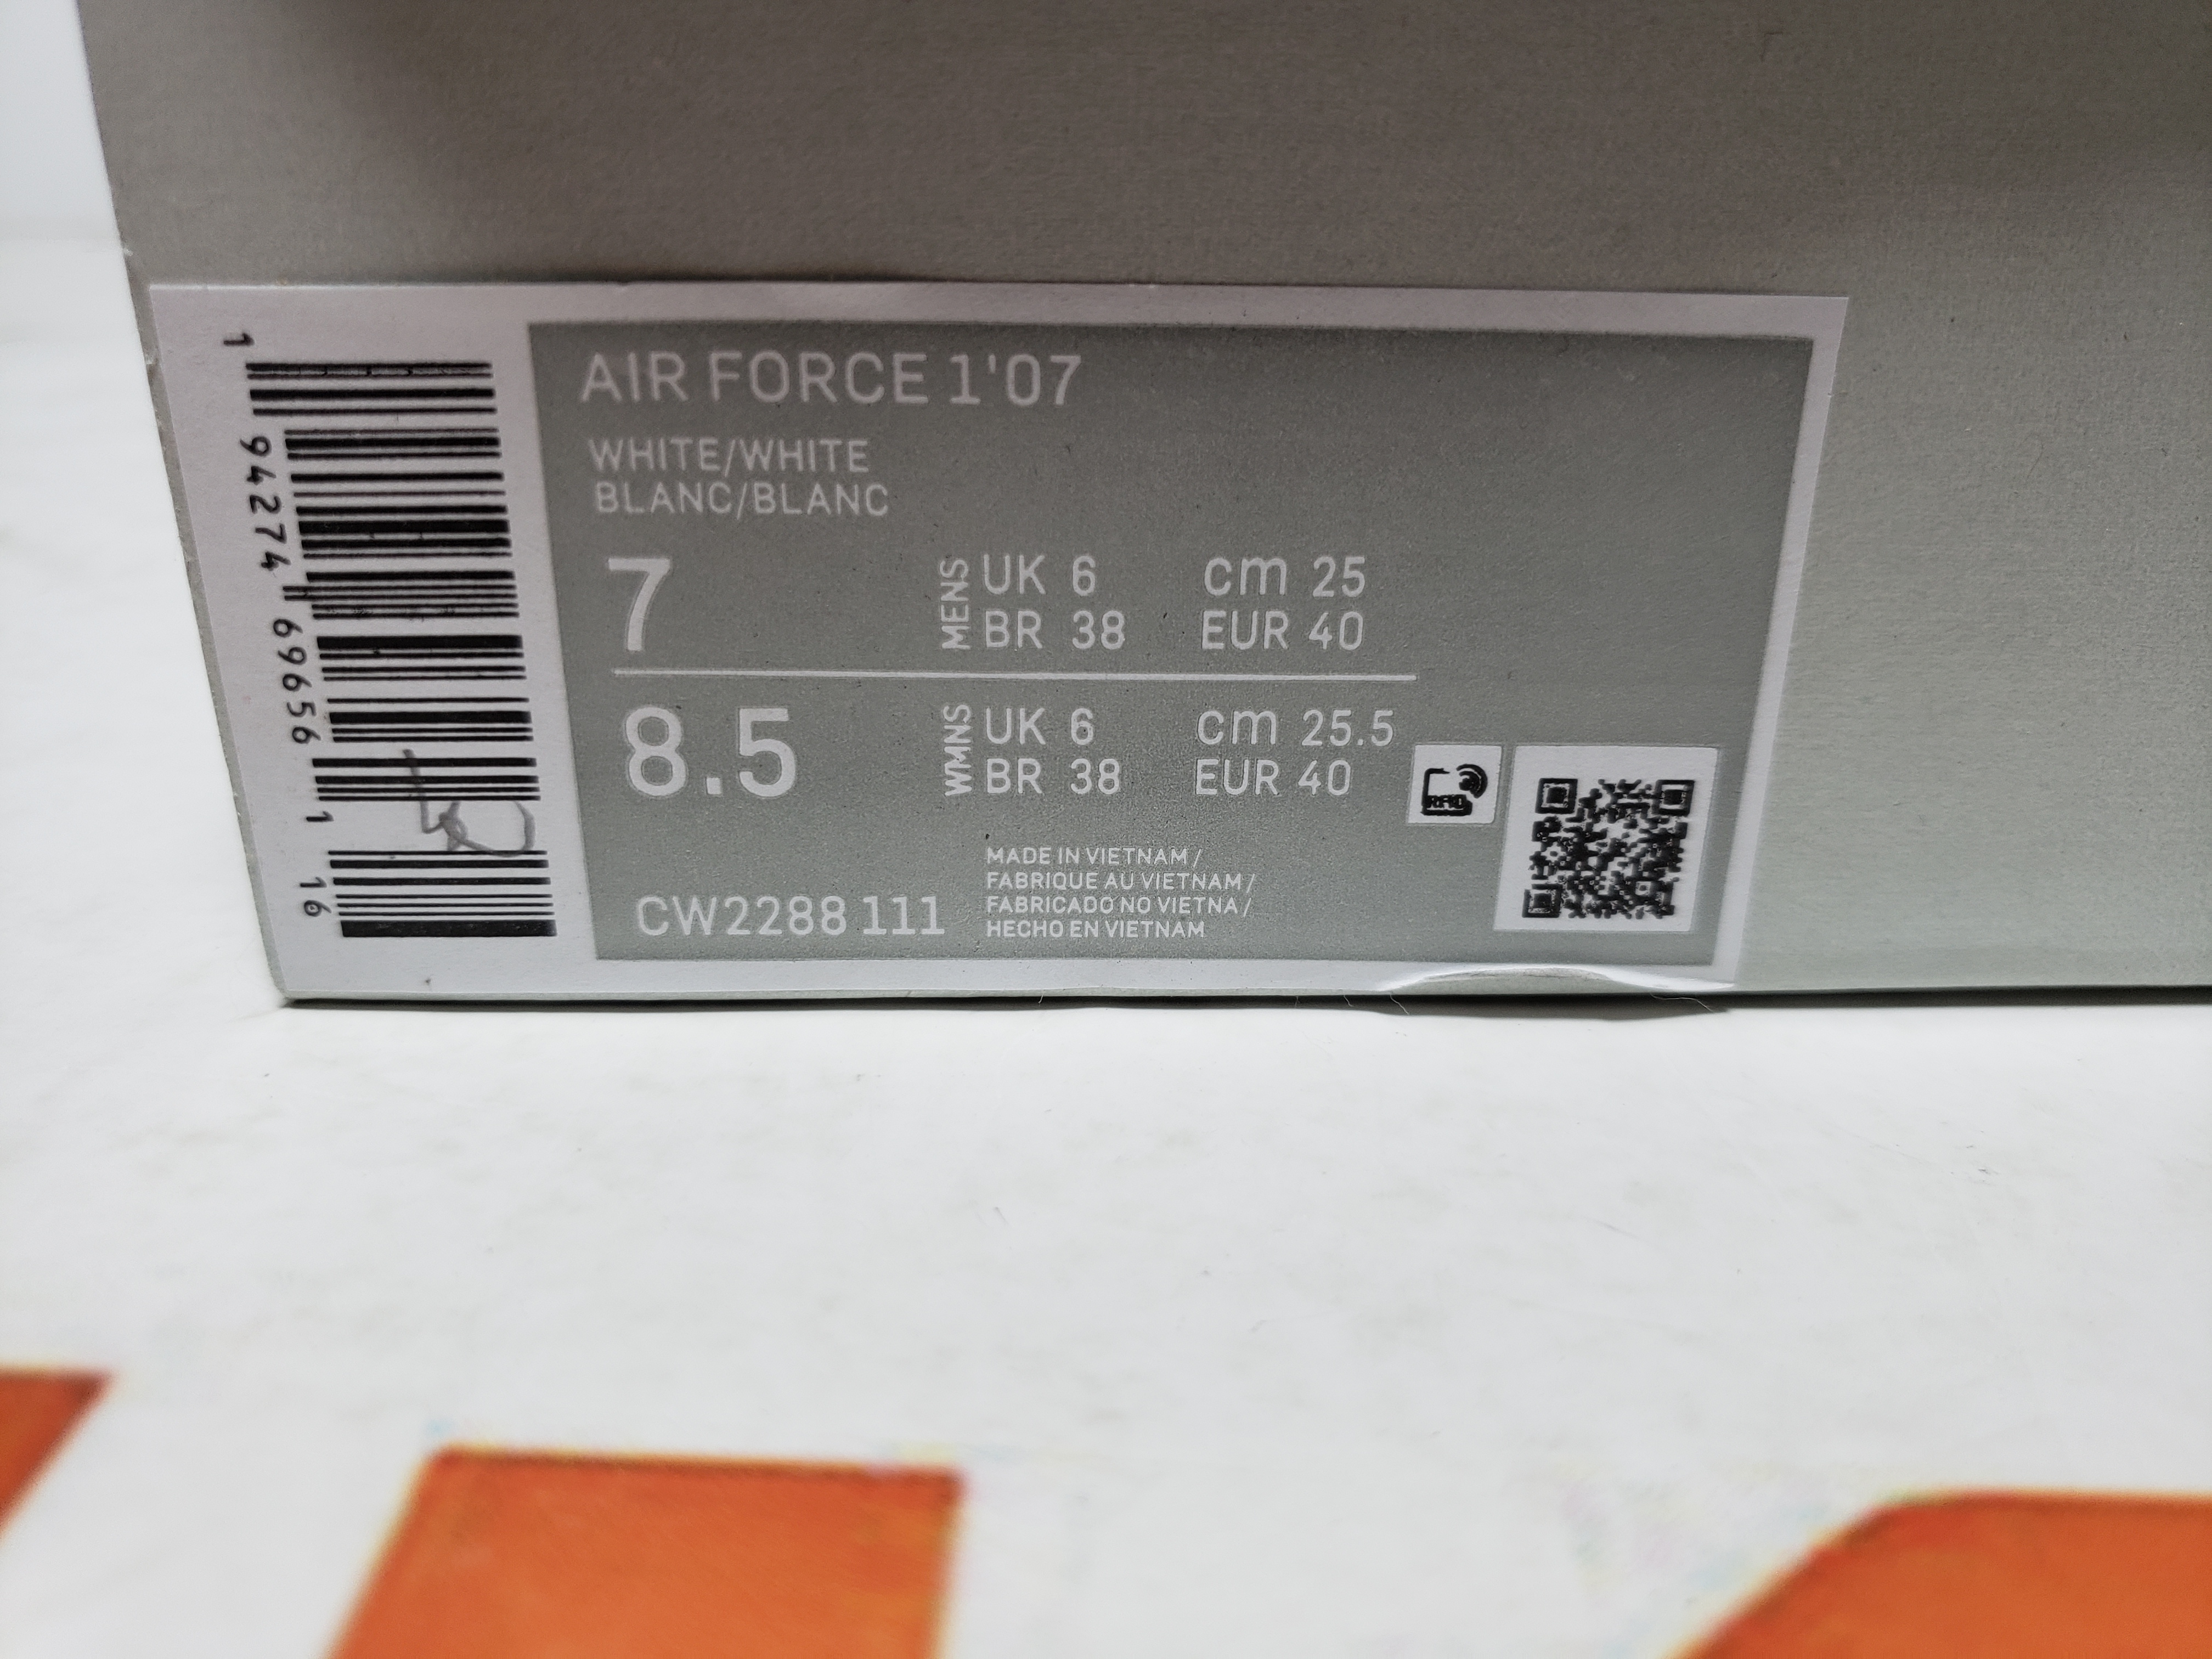 AIR FORCE 1'07
WHITE/WHITE
BLANC/BLANC
7 MENS UK 6 cm 25
BR 38 EUR 40
8.5 WMNS UK 6 cm 25.5
BR 38 EUR 40
MADE IN VIETNAM /
FABRIQUE AU VIETNAM /
FABRICADO NO VIETNA /
HECHO EN VIETNAM
CW2288 111
RFID
1 94274 69656 1 16